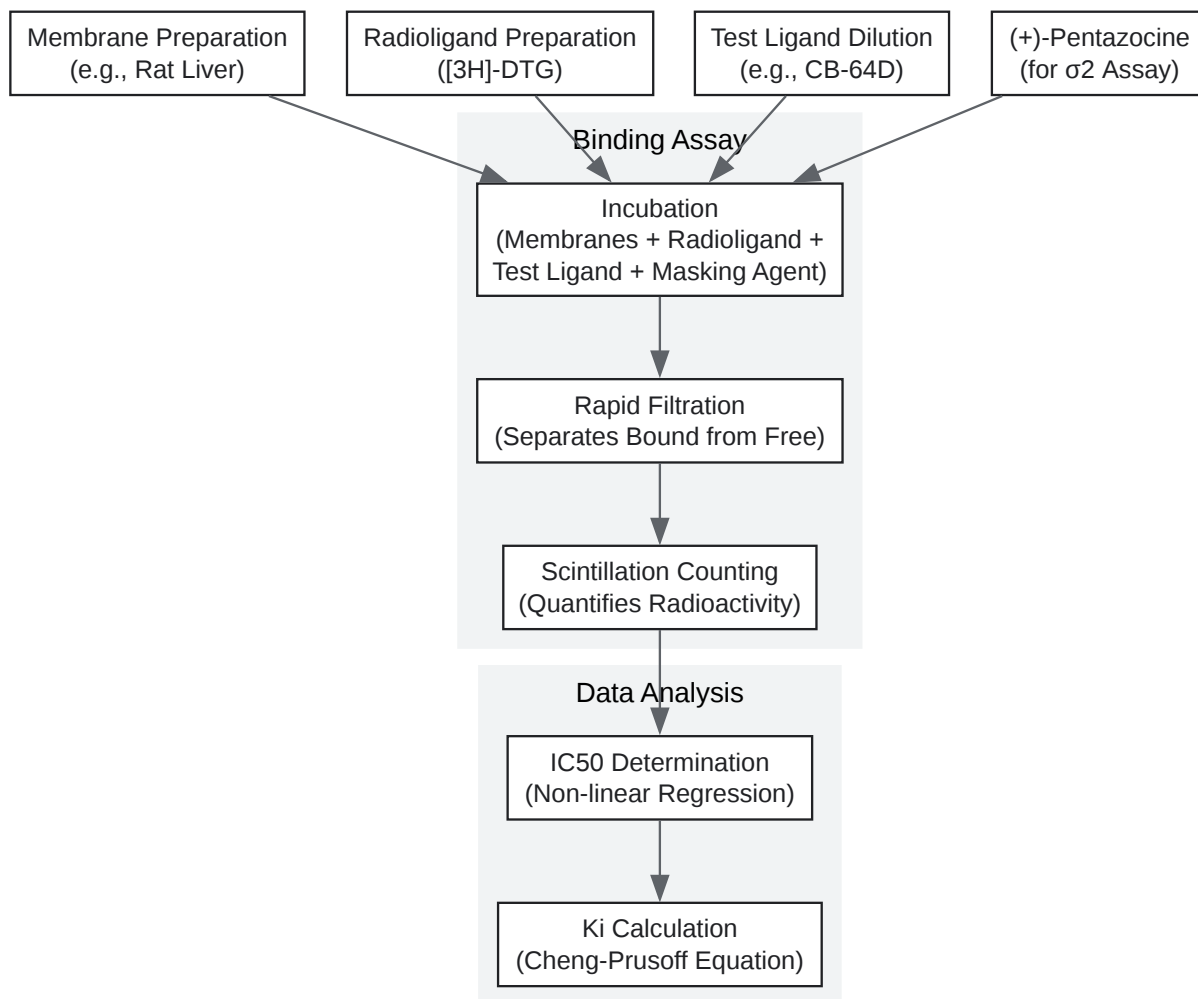 Membrane Preparation
(e.g., Rat Liver)
Radioligand Preparation
([3H]-DTG)
Test Ligand Dilution
(e.g., CB-64D)
(+)-Pentazocine
(for σ2 Assay)
Binding Assay
Incubation
(Membranes + Radioligand +
Test Ligand + Masking Agent)
Rapid Filtration
(Separates Bound from Free)
Scintillation Counting
(Quantifies Radioactivity)
Data Analysis
IC50 Determination
(Non-linear Regression)
Ki Calculation
(Cheng-Prusoff Equation)